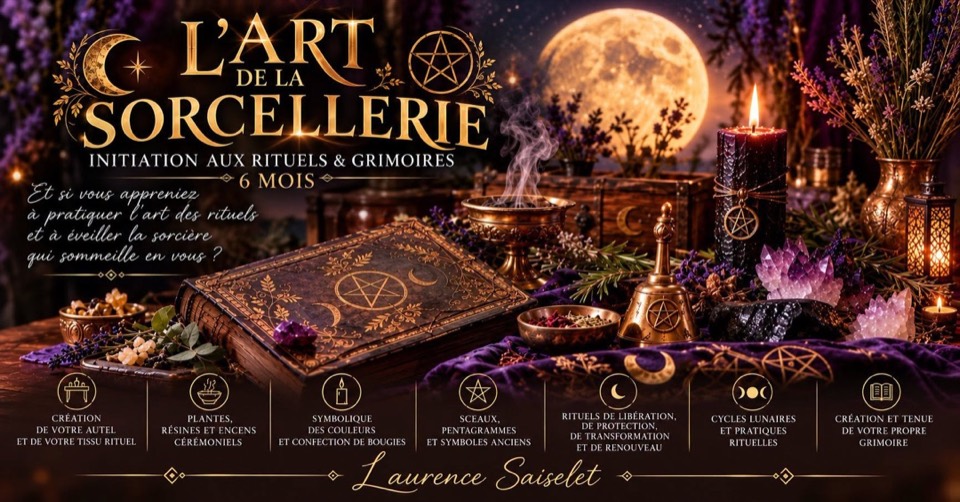 L'ART
DE LA
SORCELLERIE
INITIATION AUX RITUELS & GRIMOIRES
6 MOIS
Et si vous appreniez
à pratiquer l'art des rituels
et à éveiller la sorcière
qui sommeille en vous ?
CRÉATION
DE VOTRE AUTEL
ET DE VOTRE TISSU RITUEL
PLANTES,
RÉSINES ET ENCENS
CÉRÉMONIELS
SYMBOLIQUE
DES COULEURS
ET CONFECTION DE BOUGIES
SCEAUX,
PENTAGRAMMES
ET SYMBOLES ANCIENS
RITUELS DE LIBÉRATION,
DE PROTECTION,
DE TRANSFORMATION
ET DE RENOUVEAU
CYCLES LUNAIRES
ET PRATIQUES
RITUELLES
CRÉATION ET TENUE
DE VOTRE PROPRE
GRIMOIRE
Laurence Saiselet